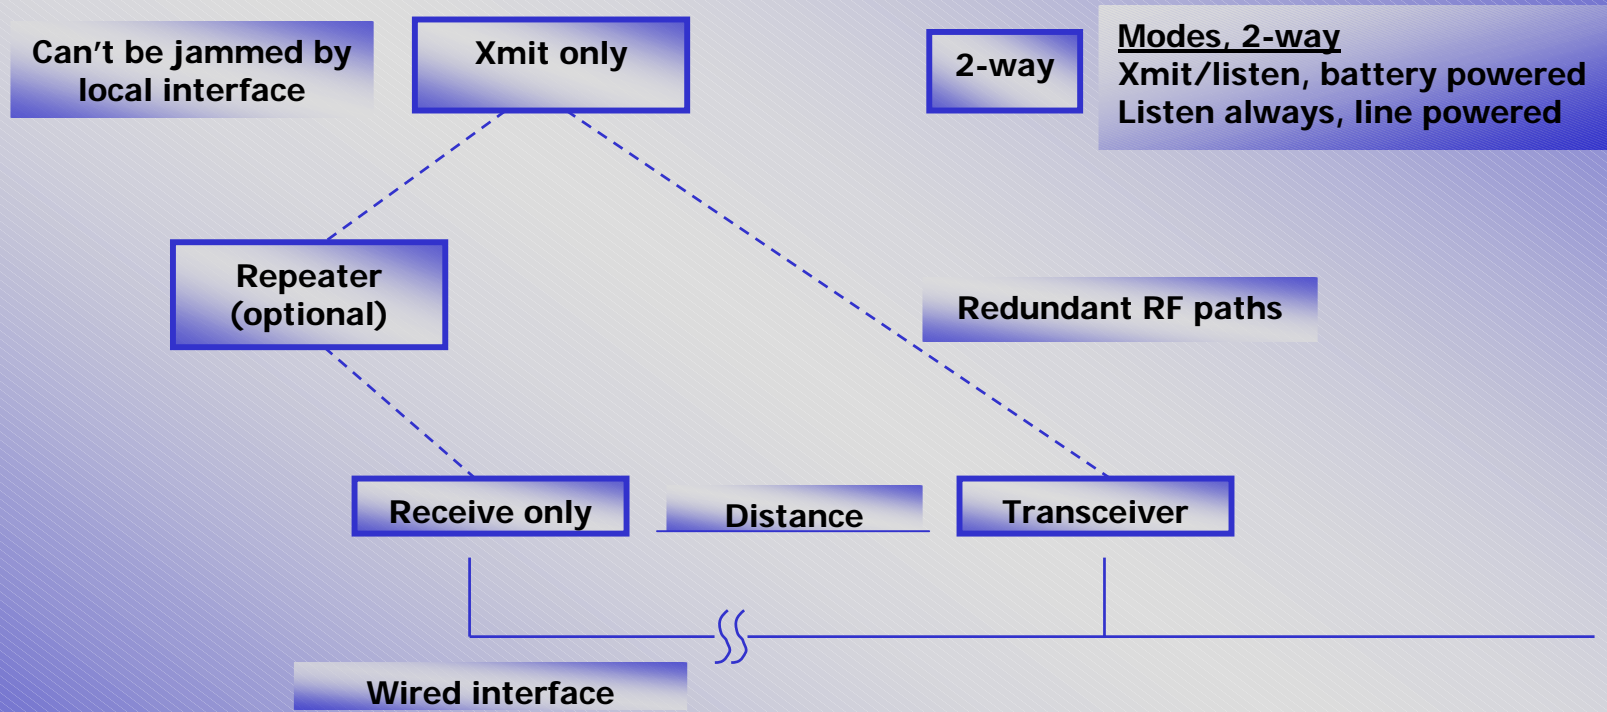 Can't be jammed by
local interface
Xmit only
2-way
Modes, 2-way
Xmit/listen, battery powered
Listen always, line powered
Repeater
(optional)
Redundant RF paths
Receive only
Distance
Transceiver
Wired interface